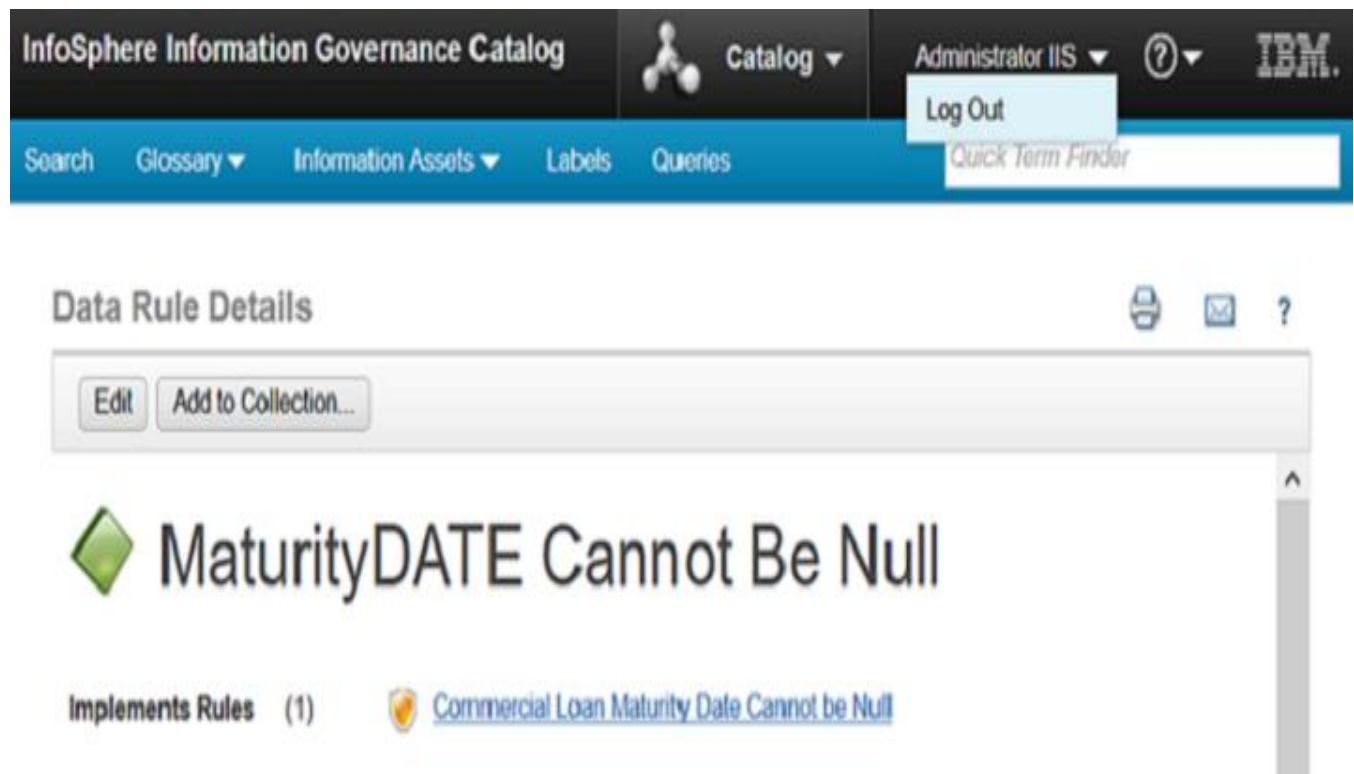 InfoSphere Information Governance Catalog Catalog Administrator IIS ? IBM.
Log Out
Search Glossary Information Assets Labels Queries Quick Term Finder
Data Rule Details ?
Edit Add to Collection...
MaturityDATE Cannot Be Null
Implements Rules (1) Commercial Loan Maturity Date Cannot be Null